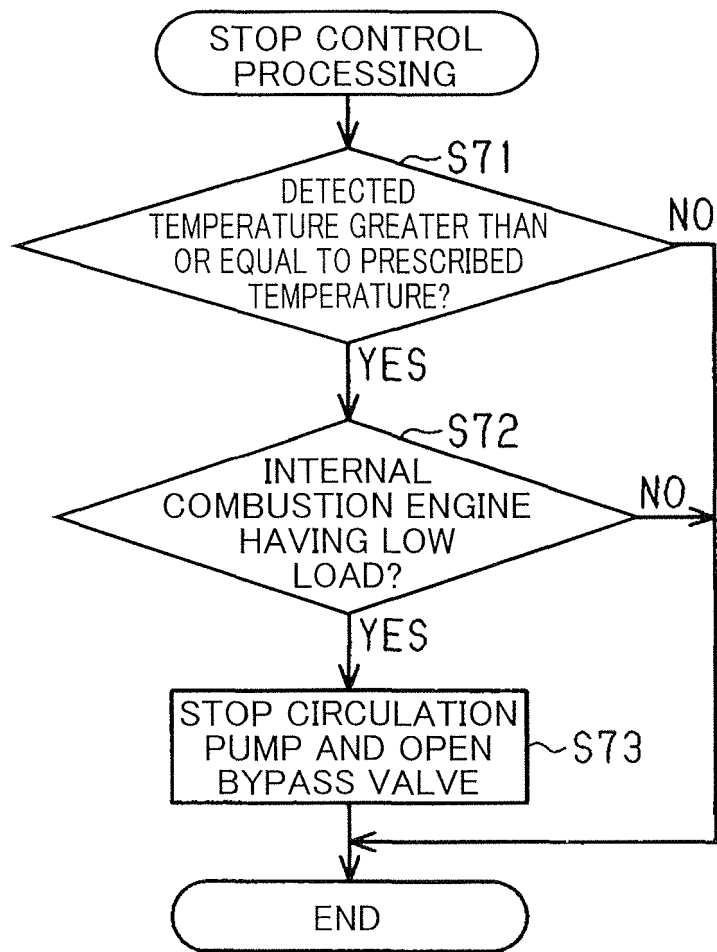 STOP CONTROL
PROCESSING
S71
DETECTED
TEMPERATURE GREATER THAN
OR EQUAL TO PRESCRIBED
TEMPERATURE?
NO
YES
S72
INTERNAL
COMBUSTION ENGINE
HAVING LOW
LOAD?
NO
YES
STOP CIRCULATION
PUMP AND OPEN
BYPASS VALVE
S73
END